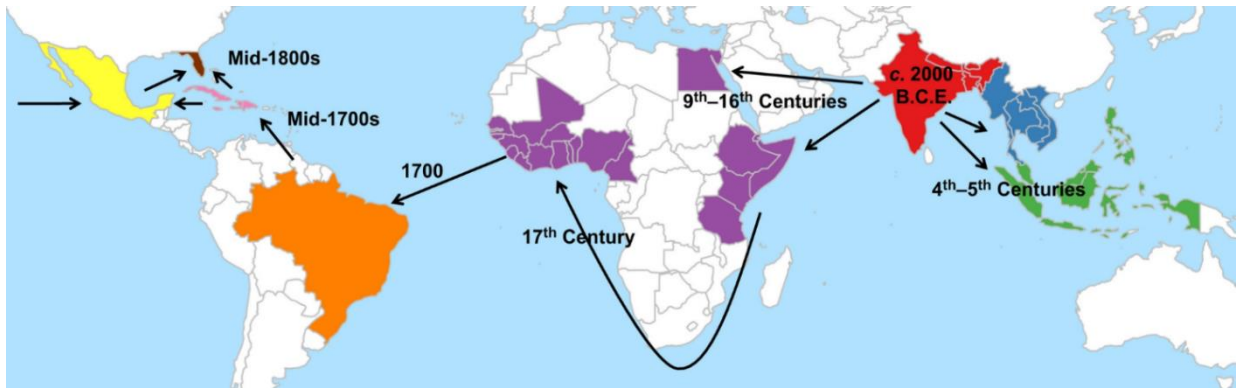 Mid-1800s
Mid-1700s
1700
17th Century
9th–16th Centuries
c. 2000
B.C.E.
4th–5th Centuries